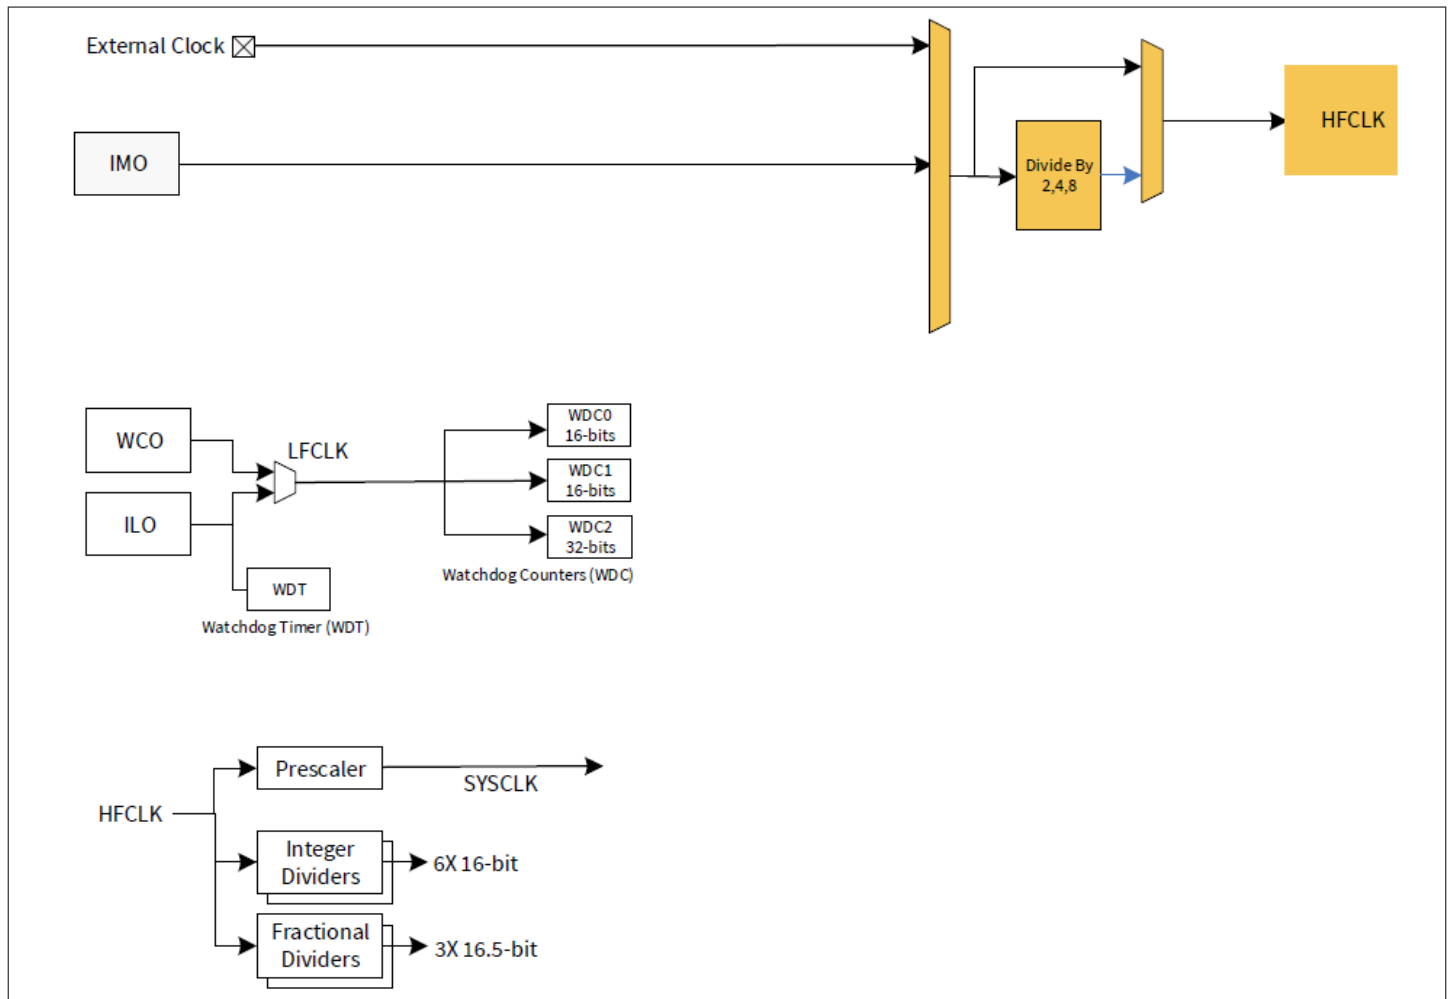 External Clock
IMO
Divide By
2,4,8
HFCLK
WCO
ILO
LFCLK
WDC0
16-bits
WDC1
16-bits
WDC2
32-bits
Watchdog Counters (WDC)
WDT
Watchdog Timer (WDT)
HFCLK
Prescaler
SYSCLK
Integer
Dividers
6X 16-bit
Fractional
Dividers
3X 16.5-bit